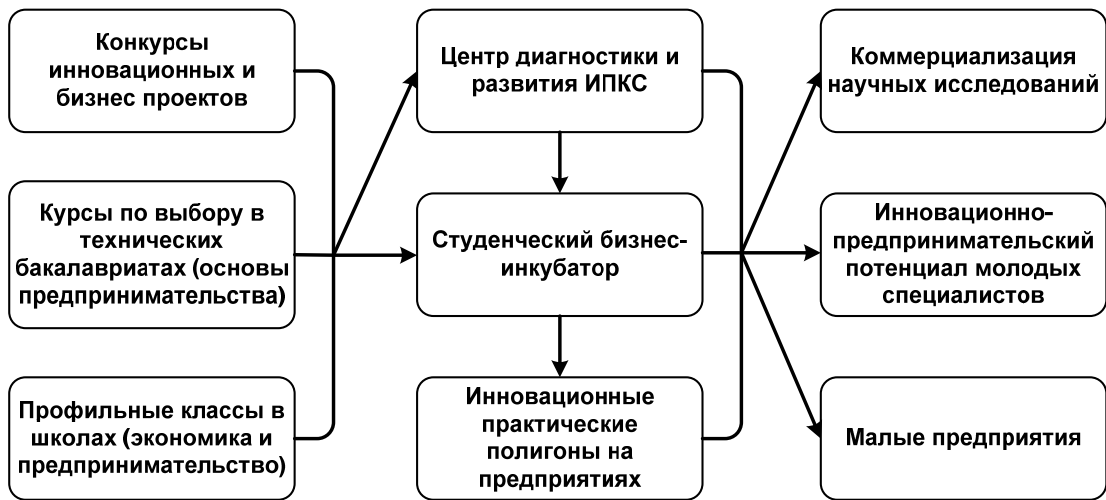 Конкурсы
инновационных и
бизнес проектов
Курсы по выбору в
технических
бакалавриатах (основы
предпринимательства)
Профильные классы в
школах (экономика и
предпринимательство)
Центр диагностики и
развития ИПКС
Студенческий бизнес-
инкубатор
Инновационные
практические
полигоны на
предприятиях
Коммерциализация
научных исследований
Инновационно-
предпринимательский
потенциал молодых
специалистов
Малые предприятия